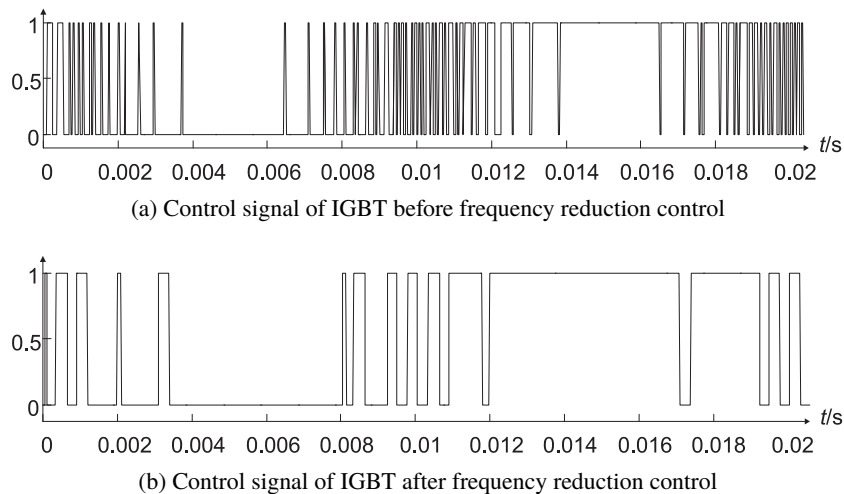 1
0.5
0
t/s
0 0.002 0.004 0.006 0.008 0.01 0.012 0.014 0.016 0.018 0.02
(a) Control signal of IGBT before frequency reduction control
1
0.5
0
t/s
0 0.002 0.004 0.006 0.008 0.01 0.012 0.014 0.016 0.018 0.02
(b) Control signal of IGBT after frequency reduction control